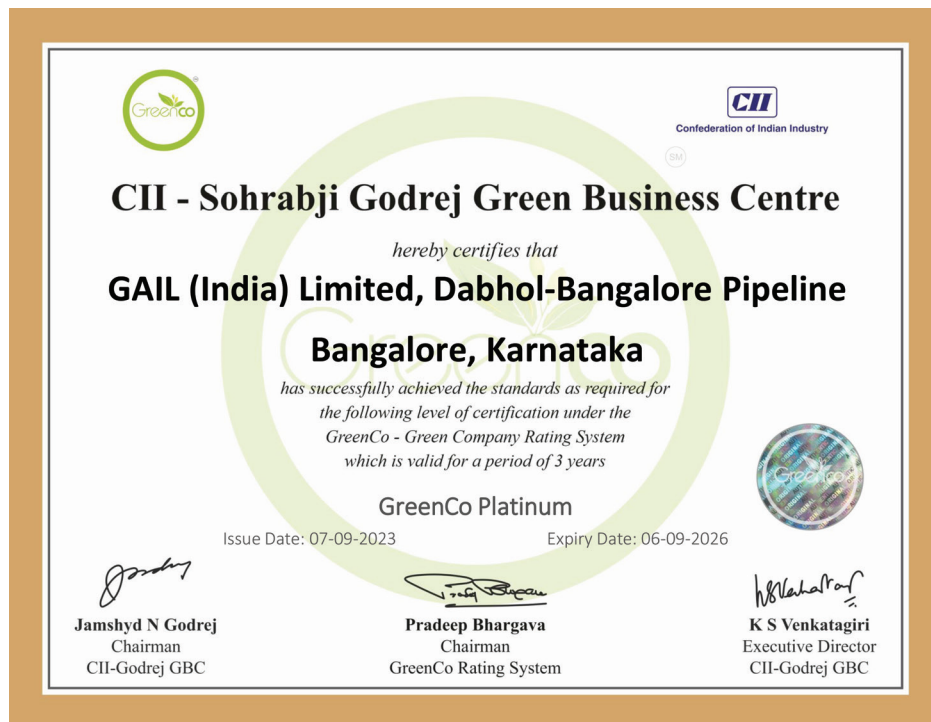 Greenco
CII
Confederation of Indian Industry
SM
CII - Sohrabji Godrej Green Business Centre
hereby certifies that
GAIL (India) Limited, Dabhol-Bangalore Pipeline
Bangalore, Karnataka
has successfully achieved the standards as required for
the following level of certification under the
GreenCo - Green Company Rating System
which is valid for a period of 3 years
GreenCo Platinum
Issue Date: 07-09-2023
Expiry Date: 06-09-2026
Greenco
Greenco
ORIGINAL
Jamshyd N Godrej
Chairman
CII-Godrej GBC
Pradeep Bhargava
Chairman
GreenCo Rating System
K S Venkatagiri
Executive Director
CII-Godrej GBC